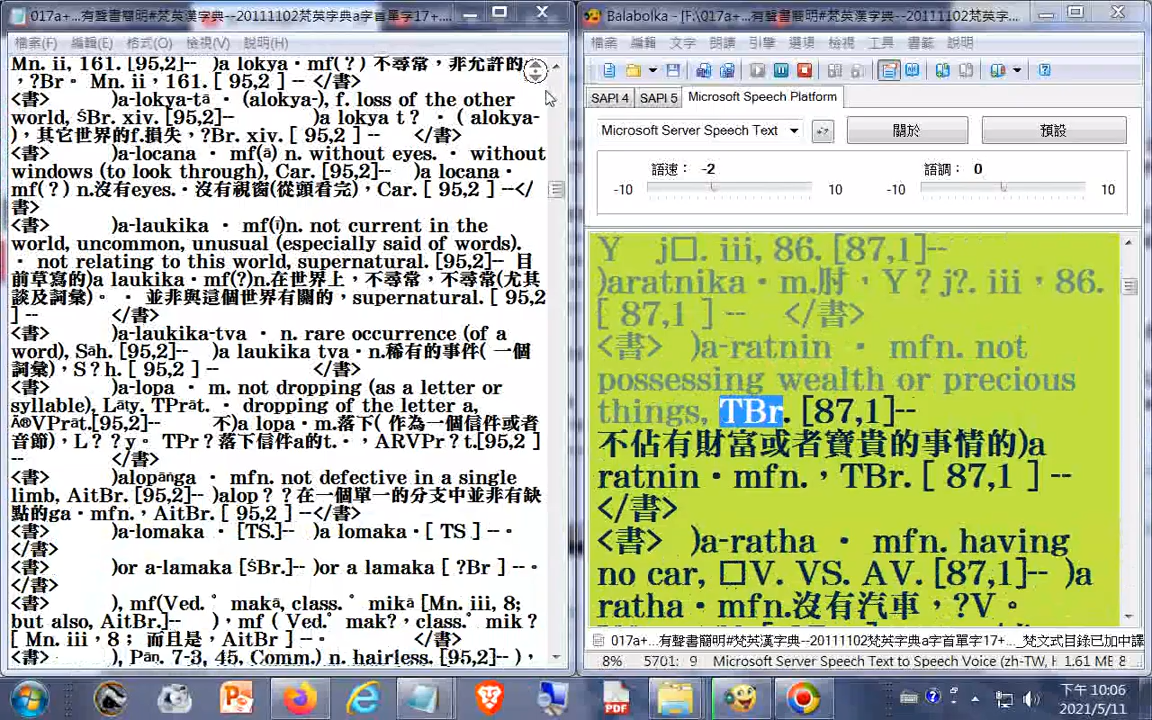 017a+...有聲書簡明#梵英漢字典--20111102梵英字典a字首單字17+...
檔案(F) 編輯(E) 格式(O) 檢視(V) 說明(H)
Mn. ii, 161. [95,2]-- )a lokya‧mf(？) 不尋常，非允許的
，?Br。 Mn. ii，161. [ 95,2 ] -- </書>
<書> )a-lokya-tā ‧ (alokya-), f. loss of the other
world, ŚBr. xiv. [95,2]-- )a lokya t？‧( alokya-
)，其它世界的f.損失，?Br. xiv. [ 95,2 ] -- </書>
<書> )a-locana ‧ mf(ā) n. without eyes. ‧ without
windows (to look through), Car. [95,2]-- )a locana‧
mf(？) n.沒有eyes.‧沒有視窗(從頭看完)，Car. [ 95,2 ] --</
書>
<書> )a-laukika ‧ mf(ī)n. not current in the
world, uncommon, unusual (especially said of words).
‧ not relating to this world, supernatural. [95,2]-- 目
前草寫的)a laukika‧mf(?)n.在世界上，不尋常，不尋常(尤其
談及詞彙)。‧ 並非與這個世界有關的，supernatural. [ 95,2
] -- </書>
<書> )a-laukika-tva ‧ n. rare occurrence (of a
word), Sāh. [95,2]-- )a laukika tva‧n.稀有的事件( 一個
詞彙)，S？h. [ 95,2 ] -- </書>
<書> )a-lopa ‧ m. not dropping (as a letter or
syllable), Lāṭy. TPrāt. ‧ dropping of the letter a,
Ā®VPrāt.[95,2]-- 不)a lopa‧m.落下( 作為一個信件或者
音節)，L？？y。 TPr？落下信件a的t.‧，ARVPr？t.[95,2 ]
-- </書>
<書> )alopāṅga ‧ mfn. not defective in a single
limb, AitBr. [95,2]-- )alop？？在一個單一的分支中並非有缺
點的ga‧mfn.，AitBr. [ 95,2 ] --</書>
<書> )a-lomaka ‧ [TS.]-- )a lomaka‧[ TS ] --‧
</書>
<書> )or a-lamaka [ŚBr.]-- )or a lamaka [ ?Br ] --‧
</書>
<書> ), mf(Ved. ° makā, class. ° mikā [Mn. iii, 8;
but also, AitBr.] )，mf ( Ved.° mak?，class.° mik？
[ Mn. iii，8； 而且是，AitBr ] )。 </書>
<書> ), Pāṇ. 7-3, 45, Comm.) n. hairless. [95,2]-- )，
Balabolka - [F:\017a+...有聲書簡明#梵英漢字典--20111102梵英字...
檔案 編輯 文字 朗讀 引擎 選項 檢視 工具 書籤 說明
SAPI 4 SAPI 5 Microsoft Speech Platform
Microsoft Server Speech Text 關於 預設
語速： -2 語調： 0
-10 10 -10 10
Y j□. iii, 86. [87,1]--
)aratnika‧m.肘，Y？j?. iii，86.
[ 87,1 ] -- </書>
<書> )a-ratnin ‧ mfn. not
possessing wealth or precious
things, TBr. [87,1]--
不佔有財富或者寶貴的事情的)a
ratnin‧mfn.，TBr. [ 87,1 ] --
</書>
<書> )a-ratha ‧ mfn. having
no car, □V. VS. AV. [87,1]-- )a
ratha‧mfn.沒有汽車，?V。
017a+...有聲書簡明#梵英漢字典--20111102梵英字典a字首單字17+..._梵文式目錄已加中譯
8% 5701: 9 Microsoft Server Speech Text to Speech Voice (zh-TW, H 1.61 MB 8
下午 10:06
2021/5/11